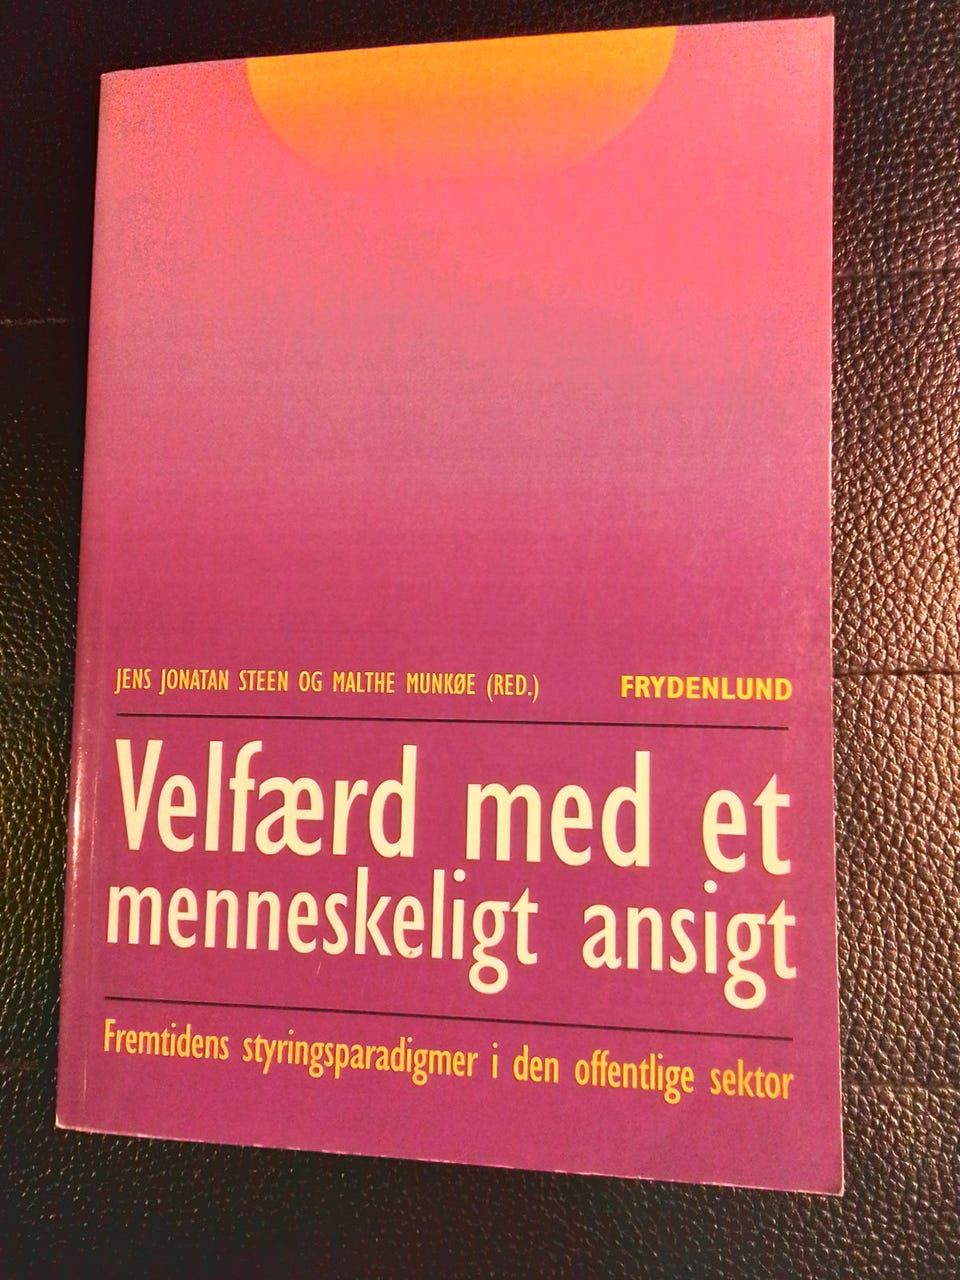 JENS JONATAN STEEN OG MALTHE MUNKØE (RED.) FRYDENLUND
Velfærd med et
menneskeligt ansigt
Fremtidens styringsparadigmer i den offentlige sektor